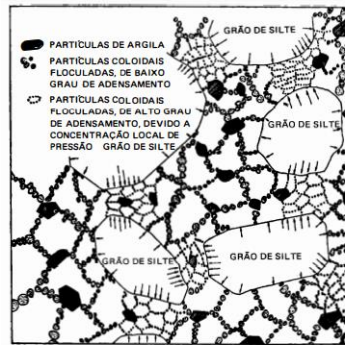 GRÃO DE SILTE
PARTÍCULAS DE ARGILA
PARTÍCULAS COLOIDAIS
FLOCULADAS, DE BAIXO
GRAU DE ADENSAMENTO
PARTÍCULAS COLOIDAIS
FLOCULADAS, DE ALTO GRAU
DE ADENSAMENTO, DEVIDO A
CONCENTRAÇÃO LOCAL DE
PRESSÃO GRÃO DE SILTE
GRÃO DE SILTE
GRÃO DE SILTE
GRÃO DE SILTE